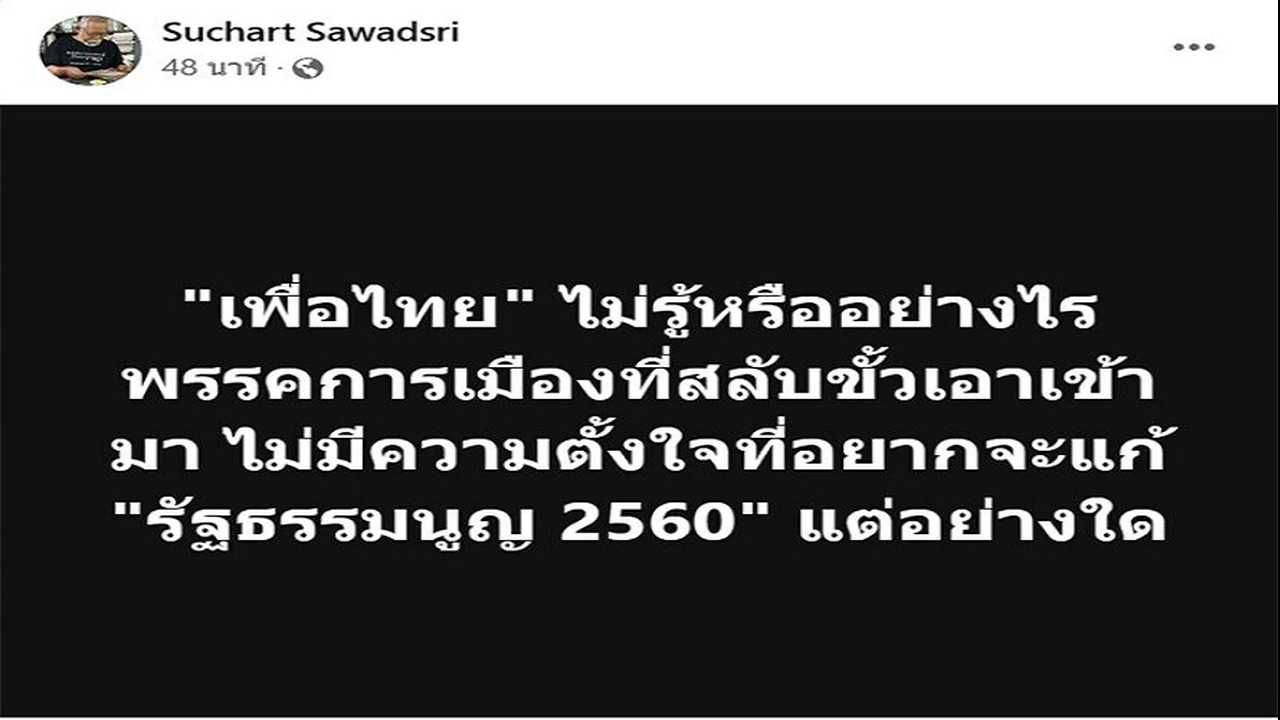 Suchart Sawadsri
48 นาที ·
"เพื่อไทย" ไม่รู้หรืออย่างไร
พรรคการเมืองที่สลับขั้วเอาเข้า
มา ไม่มีความตั้งใจที่อยากจะแก้
"รัฐธรรมนูญ 2560" แต่อย่างใด